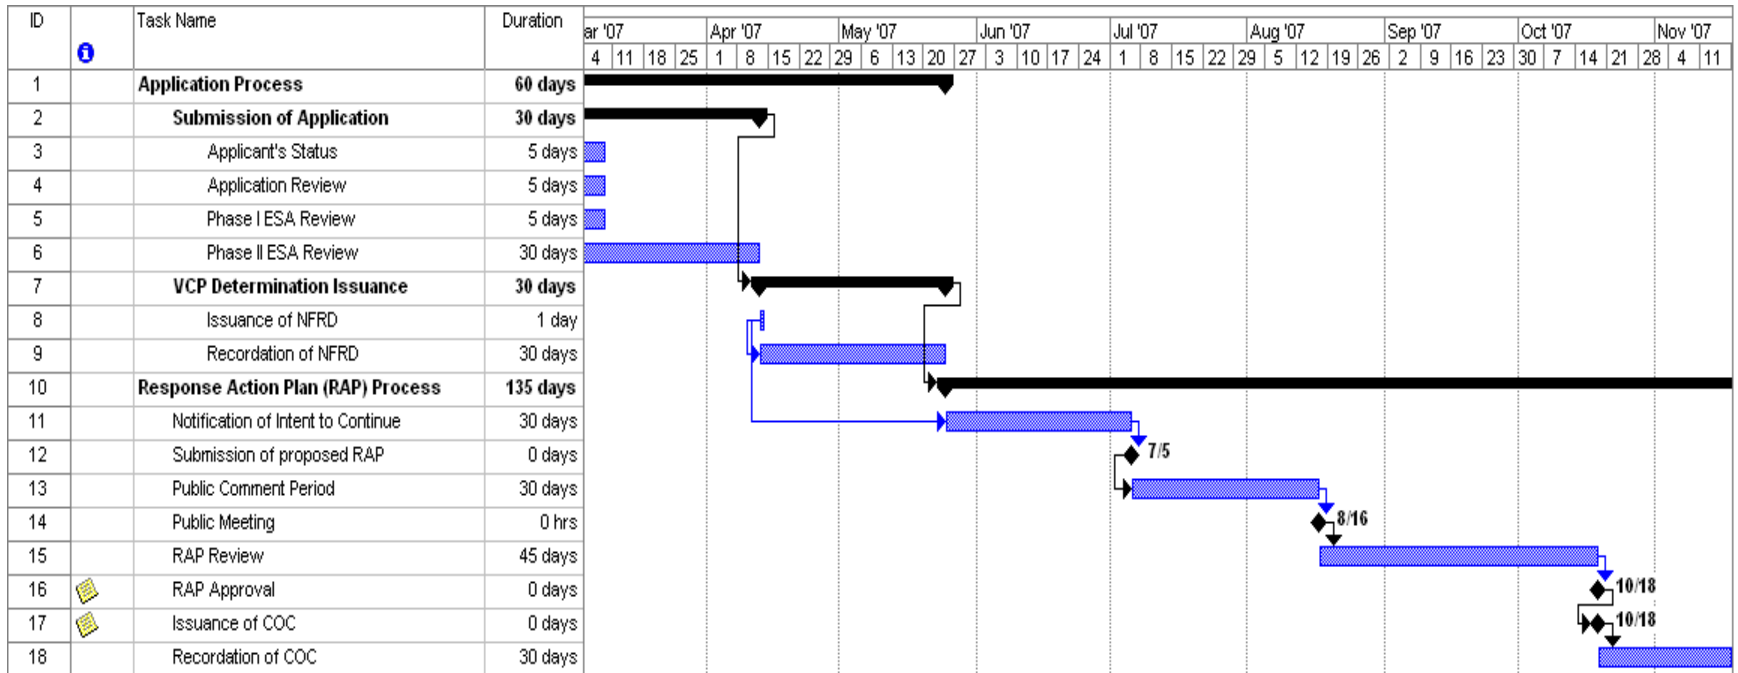 ID Task Name Duration ar '07 Apr '07 May '07 Jun '07 Jul '07 Aug '07 Sep '07 Oct '07 Nov '07
4 11 18 25 1 8 15 22 29 6 13 20 27 3 10 17 24 1 8 15 22 29 5 12 19 26 2 9 16 23 30 7 14 21 28 4 11
1 Application Process 60 days
2 Submission of Application 30 days
3 Applicant's Status 5 days
4 Application Review 5 days
5 Phase I ESA Review 5 days
6 Phase II ESA Review 30 days
7 VCP Determination Issuance 30 days
8 Issuance of NFRD 1 day
9 Recordation of NFRD 30 days
10 Response Action Plan (RAP) Process 135 days
11 Notification of Intent to Continue 30 days
12 Submission of proposed RAP 0 days 7/5
13 Public Comment Period 30 days
14 Public Meeting 0 hrs 8/16
15 RAP Review 45 days
16 RAP Approval 0 days 10/18
17 Issuance of COC 0 days 10/18
18 Recordation of COC 30 days